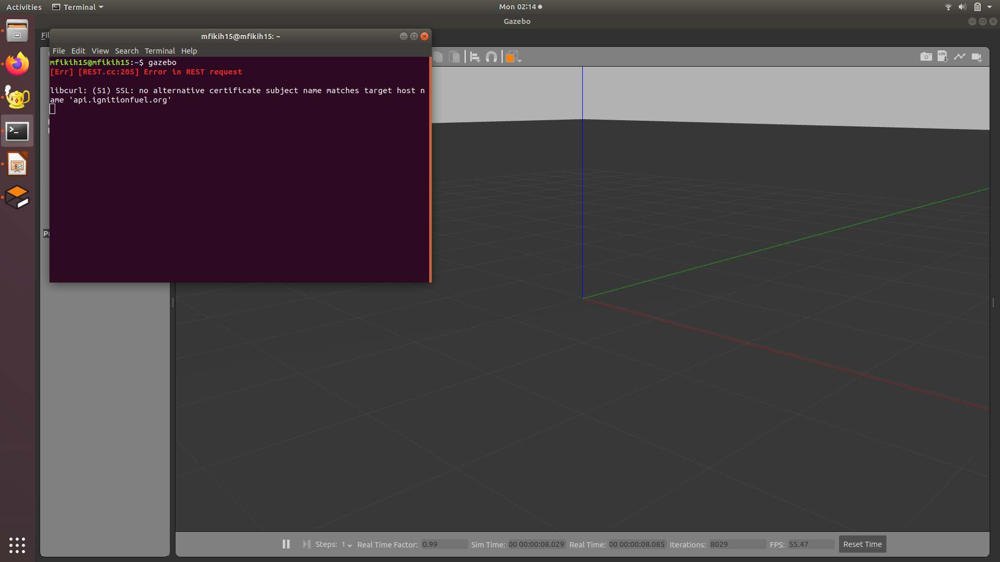 Activities Terminal Mon 02:14
Gazebo
Fil
mfikih15@mfikih15: ~
File Edit View Search Terminal Help
LOG
mfikih15@mfikih15:~$ gazebo
[Err] [REST.cc:205] Error in REST request
libcurl: (51) SSL: no alternative certificate subject name matches target host n
ame 'api.ignitionfuel.org'
P
Steps: 1 Real Time Factor: 0.99 Sim Time: 00 00:00:08.029 Real Time: 00 00:00:08.085 Iterations: 8029 FPS: 55.47 Reset Time